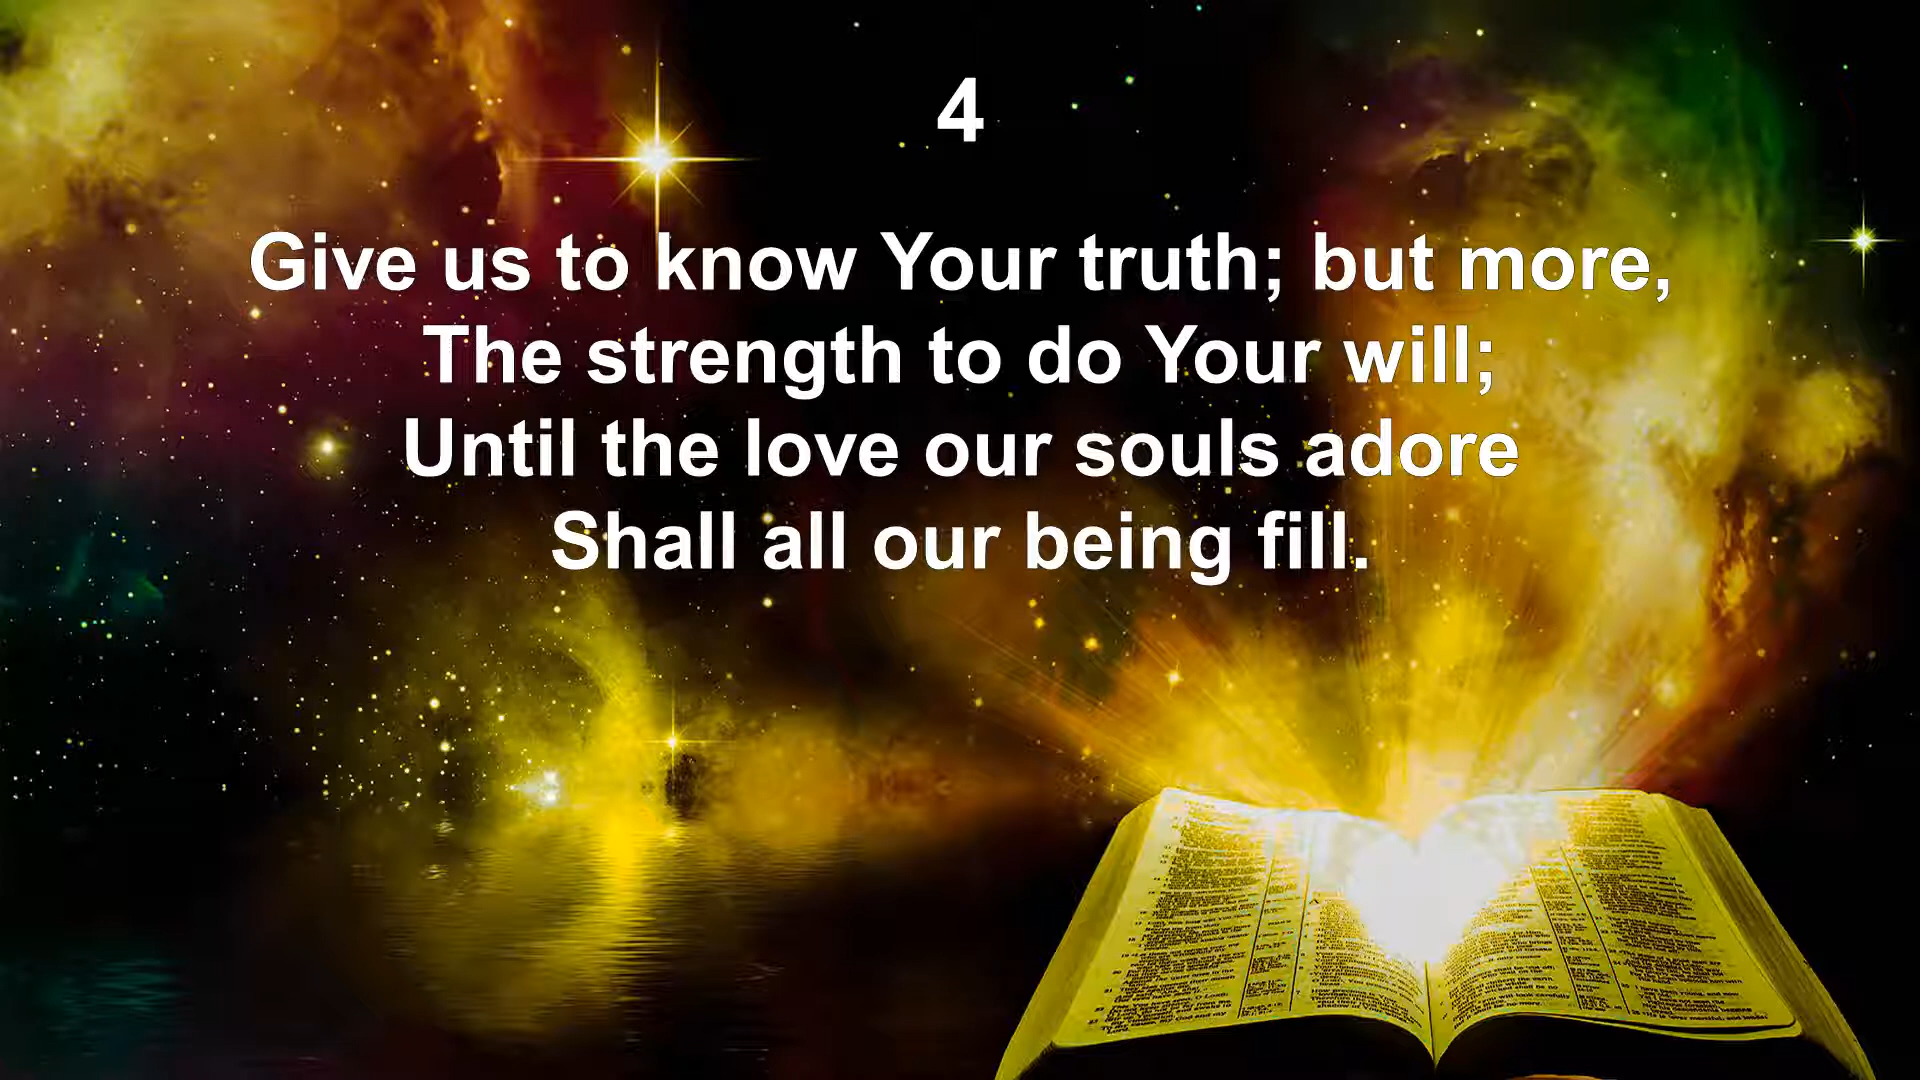 4
Give us to know Your truth; but more,
The strength to do Your will;
Until the love our souls adore
Shall all our being fill.